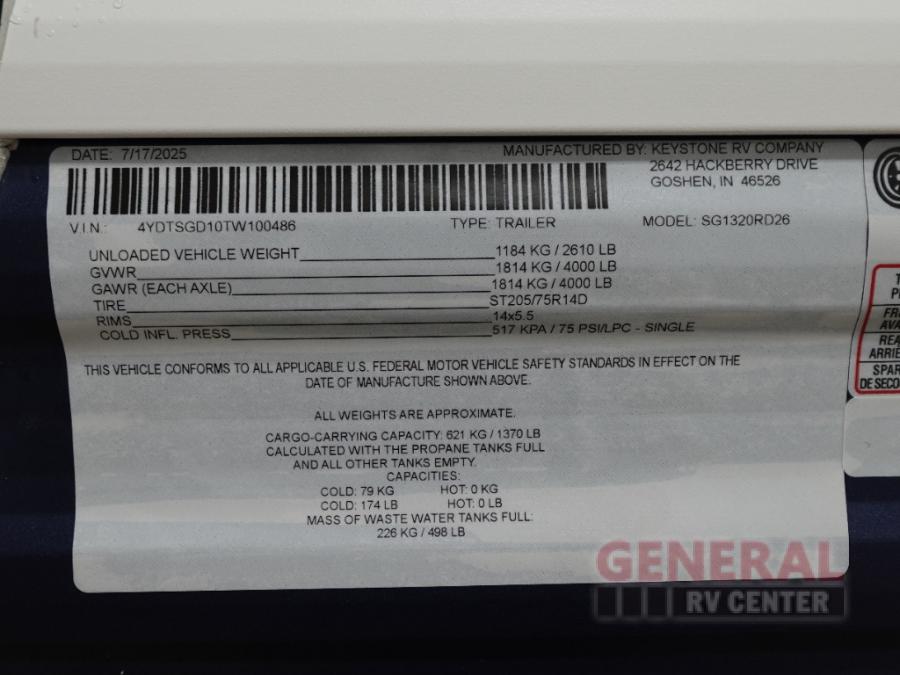 DATE: 7/17/2025
MANUFACTURED BY: KEYSTONE RV COMPANY
2642 HACKBERRY DRIVE
GOSHEN, IN 46526
V.I.N.: 4YDTSGD10TW100486 TYPE: TRAILER MODEL: SG1320RD26
UNLOADED VEHICLE WEIGHT 1184 KG / 2610 LB
GVWR 1814 KG / 4000 LB
GAWR (EACH AXLE) 1814 KG / 4000 LB
TIRE ST205/75R14D
RIMS 14x5.5
COLD INFL. PRESS 517 KPA / 75 PSI/LPC - SINGLE
THIS VEHICLE CONFORMS TO ALL APPLICABLE U.S. FEDERAL MOTOR VEHICLE SAFETY STANDARDS IN EFFECT ON THE
DATE OF MANUFACTURE SHOWN ABOVE.
ALL WEIGHTS ARE APPROXIMATE.
CARGO-CARRYING CAPACITY: 621 KG / 1370 LB
CALCULATED WITH THE PROPANE TANKS FULL
AND ALL OTHER TANKS EMPTY.
CAPACITIES:
COLD: 79 KG HOT: 0 KG
COLD: 174 LB HOT: 0 LB
MASS OF WASTE WATER TANKS FULL:
226 KG / 498 LB
GENERAL
RV CENTER